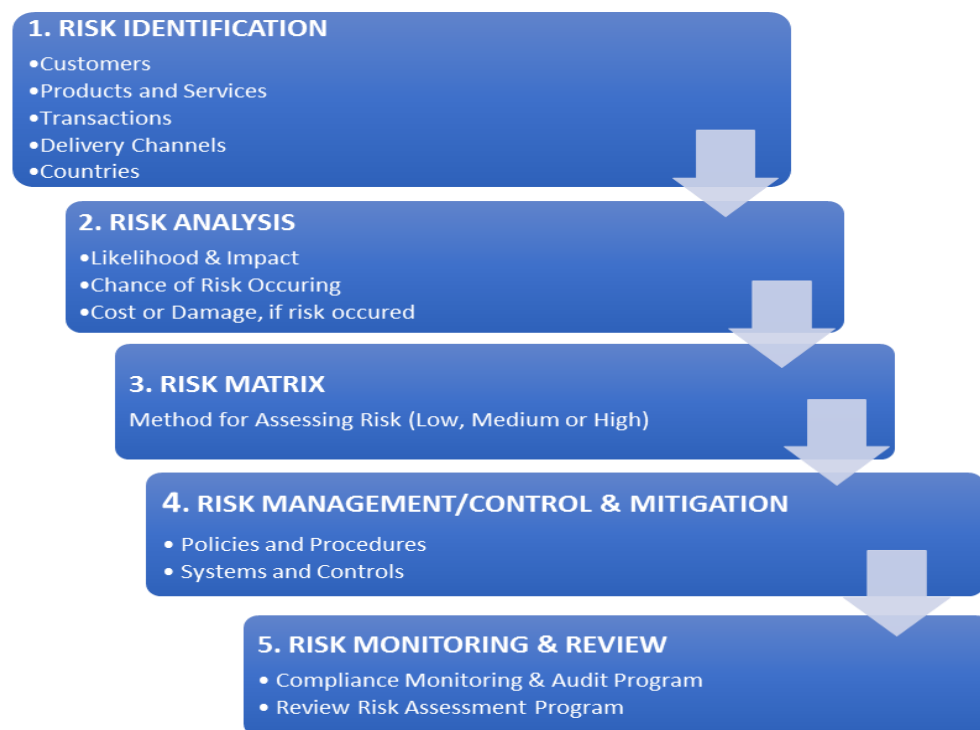 1. RISK IDENTIFICATION
•Customers
•Products and Services
•Transactions
•Delivery Channels
•Countries
2. RISK ANALYSIS
•Likelihood & Impact
•Chance of Risk Occuring
•Cost or Damage, if risk occured
3. RISK MATRIX
Method for Assessing Risk (Low, Medium or High)
4. RISK MANAGEMENT/CONTROL & MITIGATION
• Policies and Procedures
• Systems and Controls
5. RISK MONITORING & REVIEW
• Compliance Monitoring & Audit Program
• Review Risk Assessment Program